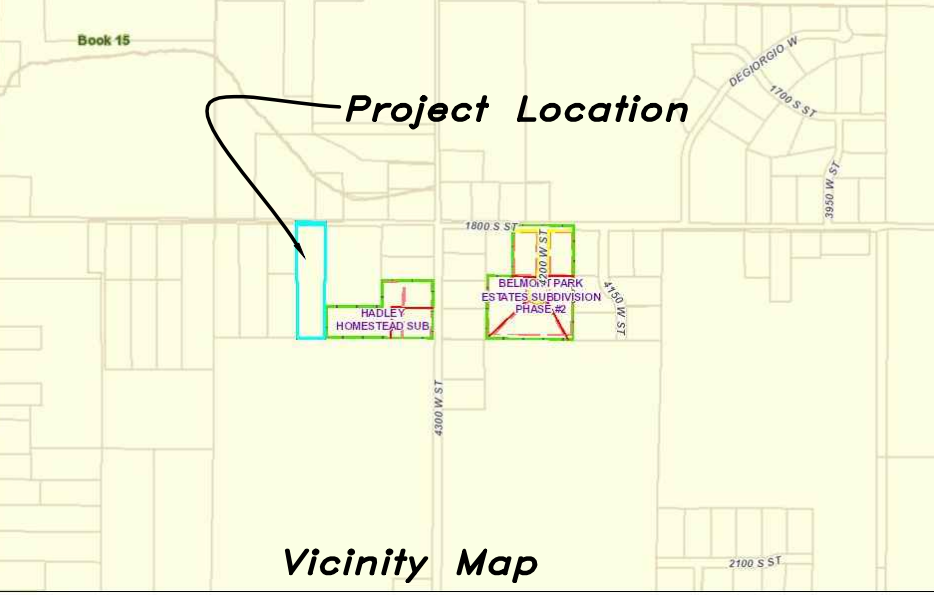 Book 15
DEGIORGIO W
1700 S ST
Project Location
3950 W ST
1800 S ST
4200 W ST
BELMONT PARK
ESTATES SUBDIVISION
PHASE #2
4150 W ST
HADLEY
HOMESTEAD SUB
4300 W ST
Vicinity Map
2100 S ST